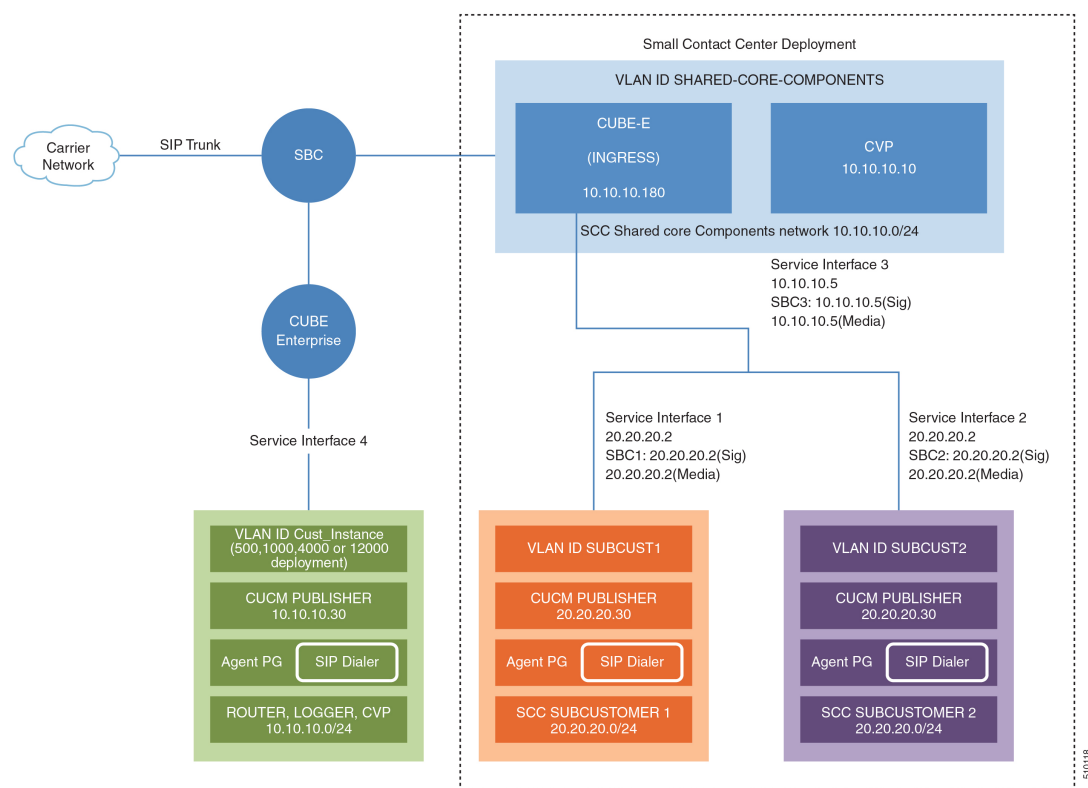 Small Contact Center Deployment
VLAN ID SHARED-CORE-COMPONENTS
CUBE-E
(INGRESS)
10.10.10.180
CVP
10.10.10.10
SCC Shared core Components network 10.10.10.0/24
Carrier
Network
SIP Trunk
SBC
CUBE
Enterprise
Service Interface 3
10.10.10.5
SBC3: 10.10.10.5(Sig)
10.10.10.5(Media)
Service Interface 4
Service Interface 1
20.20.20.2
SBC1: 20.20.20.2(Sig)
20.20.20.2(Media)
Service Interface 2
20.20.20.2
SBC2: 20.20.20.2(Sig)
20.20.20.2(Media)
VLAN ID Cust_Instance
(500,1000,4000 or 12000
deployment)
CUCM PUBLISHER
10.10.10.30
Agent PG
SIP Dialer
ROUTER, LOGGER, CVP
10.10.10.0/24
VLAN ID SUBCUST1
CUCM PUBLISHER
20.20.20.30
Agent PG
SIP Dialer
SCC SUBCUSTOMER 1
20.20.20.0/24
VLAN ID SUBCUST2
CUCM PUBLISHER
20.20.20.30
Agent PG
SIP Dialer
SCC SUBCUSTOMER 2
20.20.20.0/24
510118